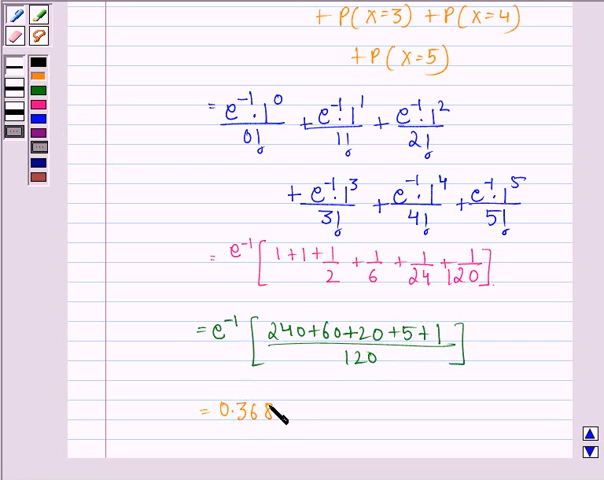 + P(X=3) + P(X=4)
+ P(X=5)
= e⁻¹·1⁰/0! + e⁻¹·1¹/1! + e⁻¹·1²/2!
+ e⁻¹·1³/3! + e⁻¹·1⁴/4! + e⁻¹·1⁵/5!
= e⁻¹ [1+1+1/2 + 1/6 + 1/24 + 1/120]
= e⁻¹ [(240+60+20+5+1)/120]
= 0.368